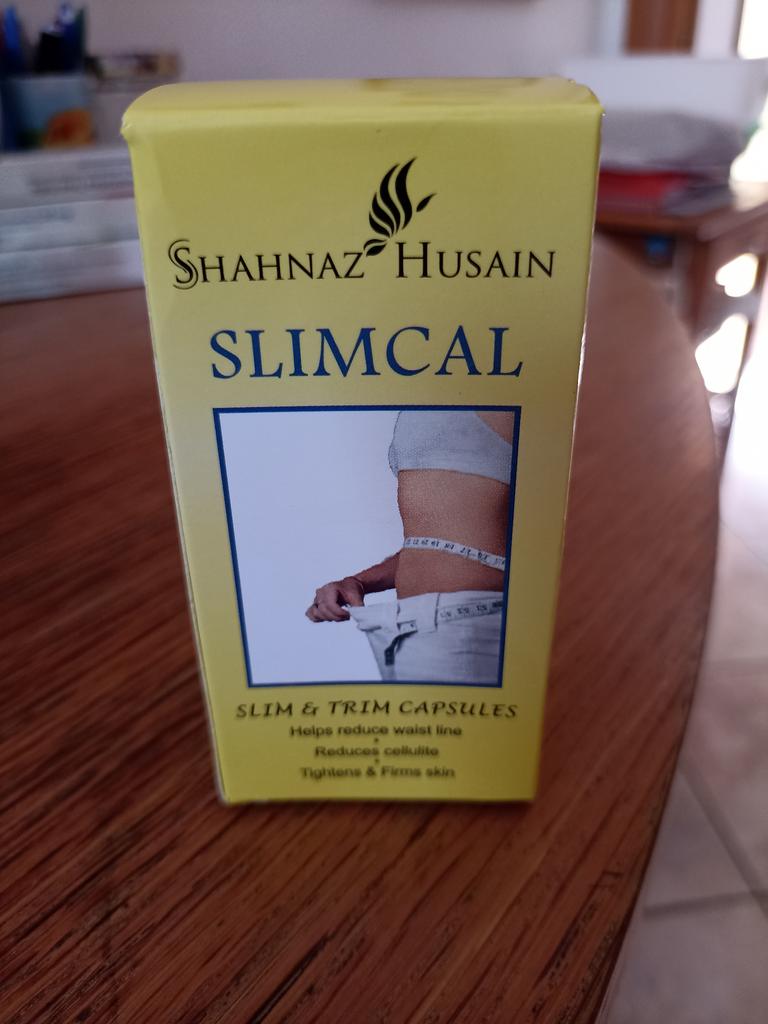 SHAHNAZ HUSAIN
SLIMCAL
SLIM & TRIM CAPSULES
Helps reduce waist line
•
Reduces cellulite
•
Tightens & Firms skin